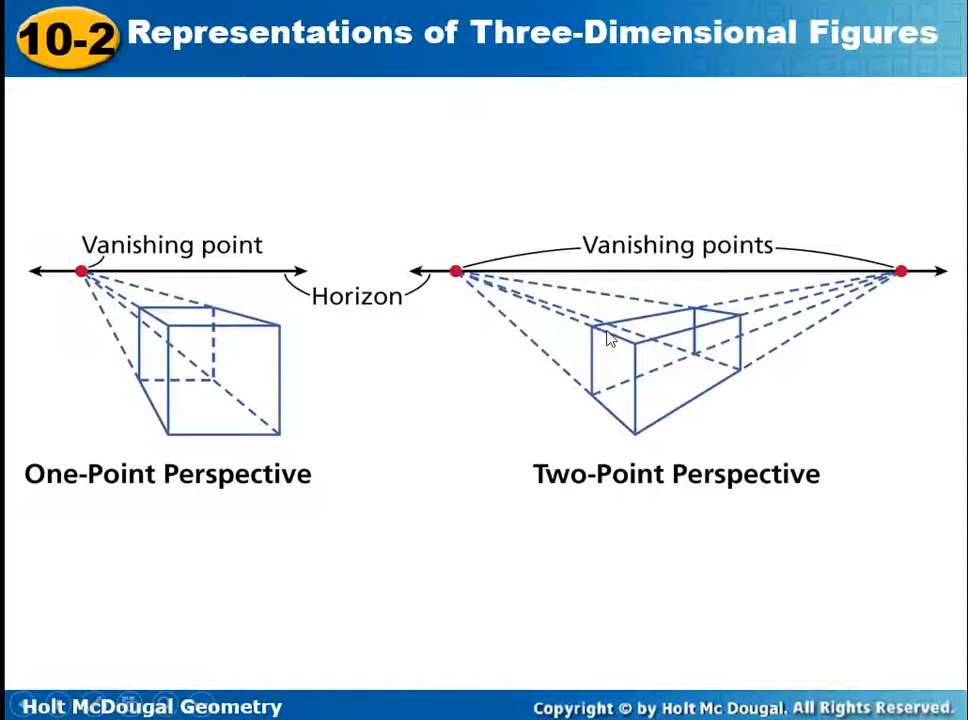 10-2 Representations of Three-Dimensional Figures
Vanishing point
Vanishing points
Horizon
One-Point Perspective
Two-Point Perspective
Holt McDougal Geometry
Copyright © by Holt Mc Dougal. All Rights Reserved.